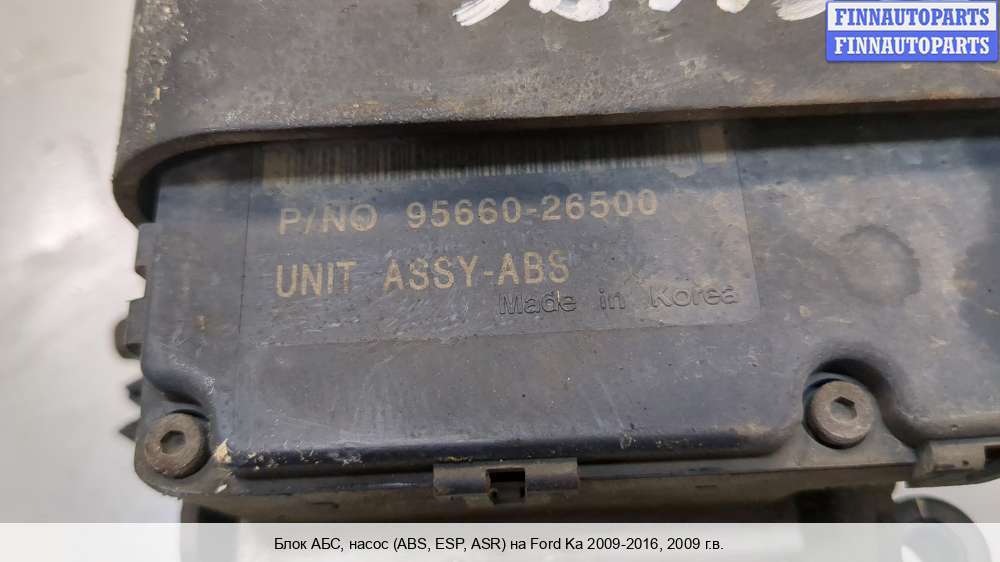 FINNAUTOPARTS
FINNAUTOPARTS
P/NO 95660-26500
UNIT ASSY-ABS
Made in Korea
Блок АБС, насос (ABS, ESP, ASR) на Ford Ka 2009-2016, 2009 г.в.